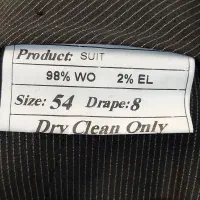 Product: SUIT
98% WO 2% EL
Size: 54 Drape: 8
Dry Clean Only